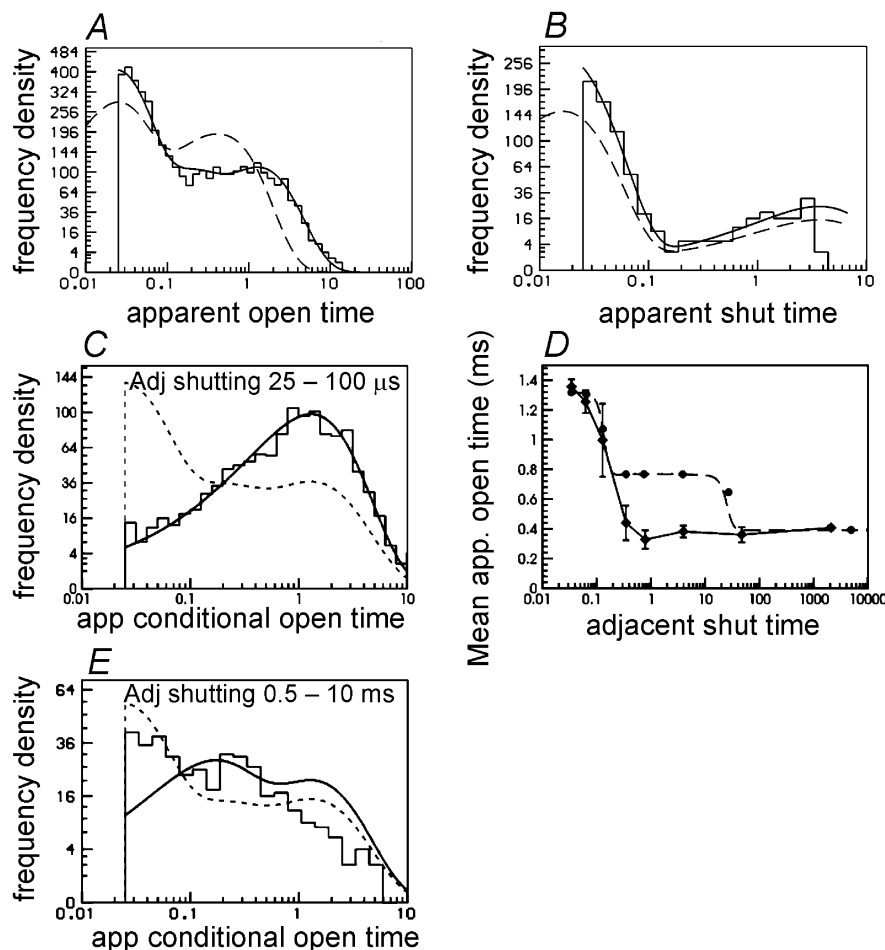 A
frequency density
484
400
324
256
196
144
100
64
36
16
4
0
0.01 0.1 1 10 100
apparent open time
B
frequency density
256
196
144
100
64
36
16
4
0
0.01 0.1 1 10
apparent shut time
C
Adj shutting 25 – 100 μs
frequency density
144
100
64
36
16
4
0
0.01 0.1 1 10
app conditional open time
D
Mean app. open time (ms)
1.4
1
0.8
0.6
0.4
0.2
0
0.01 0.1 1 10 100 1000 10000
adjacent shut time
E
Adj shutting 0.5 – 10 ms
frequency density
64
36
16
4
0
0.01 0.1 1 10
app conditional open time